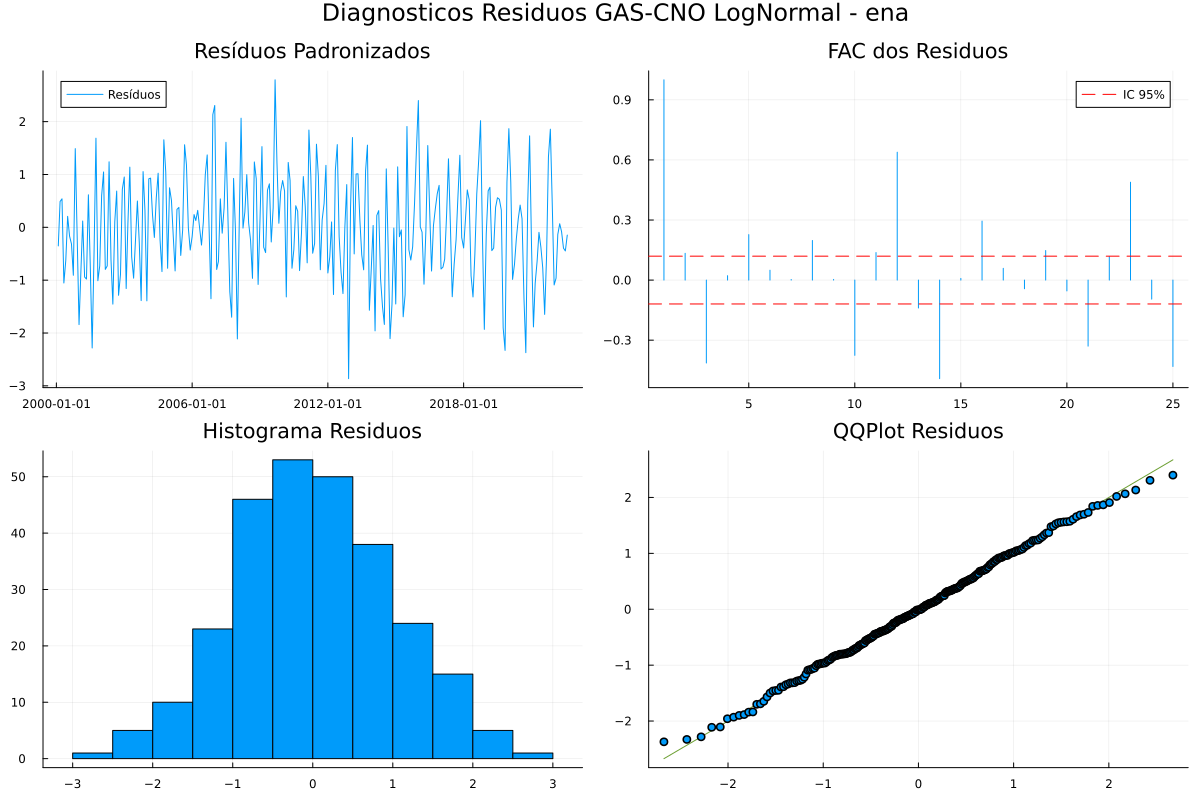 Diagnosticos Residuos GAS-CNO LogNormal - ena
Resíduos Padronizados
Resíduos
2
1
0
−1
−2
−3
2000-01-01 2006-01-01 2012-01-01 2018-01-01
FAC dos Residuos
IC 95%
0.9
0.6
0.3
0.0
−0.3
5 10 15 20 25
Histograma Residuos
50
40
30
20
10
0
−3 −2 −1 0 1 2 3
QQPlot Residuos
2
1
0
−1
−2
−2 −1 0 1 2